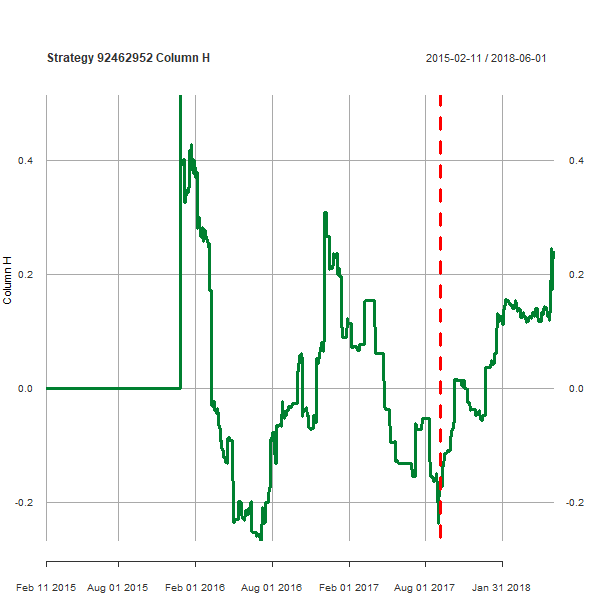 Strategy 92462952 Column H
2015-02-11 / 2018-06-01
0.4
0.4
0.2
0.2
Column H
0.0
0.0
-0.2
-0.2
Feb 11 2015
Aug 01 2015
Feb 01 2016
Aug 01 2016
Feb 01 2017
Aug 01 2017
Jan 31 2018